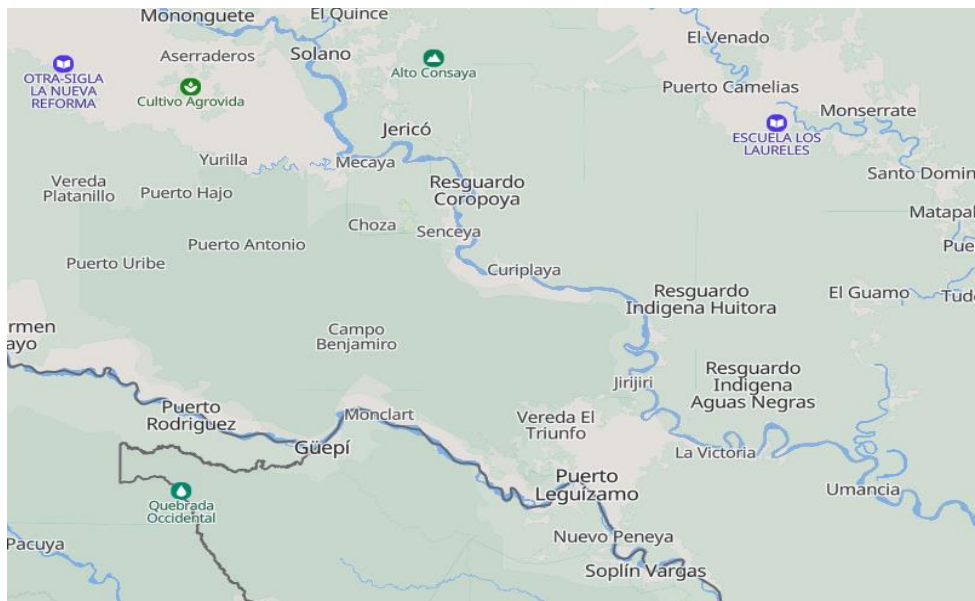 Mononguete
El Quince
El Venado
Aserraderos
Solano
OTRA-SIGLA
LA NUEVA
REFORMA
Cultivo Agrovida
Alto Consaya
Puerto Camelias
Monserrate
ESCUELA LOS
LAURELES
Jericó
Yurilla
Mecaya
Santo Domin
Vereda
Platanillo
Puerto Hajo
Resguardo
Coropoya
Matapal
Choza
Senceya
Puerto Antonio
Pue
Puerto Uribe
Curiplaya
Resguardo
Indigena Huitora
El Guamo
Tudo
rmen
ayo
Campo
Benjamiro
Jirijiri
Resguardo
Indigena
Aguas Negras
Puerto
Rodriguez
Monclart
Vereda El
Triunfo
Güepí
La Victoria
Puerto
Leguízamo
Umancia
Quebrada
Occidental
Pacuya
Nuevo Peneya
Soplín Vargas